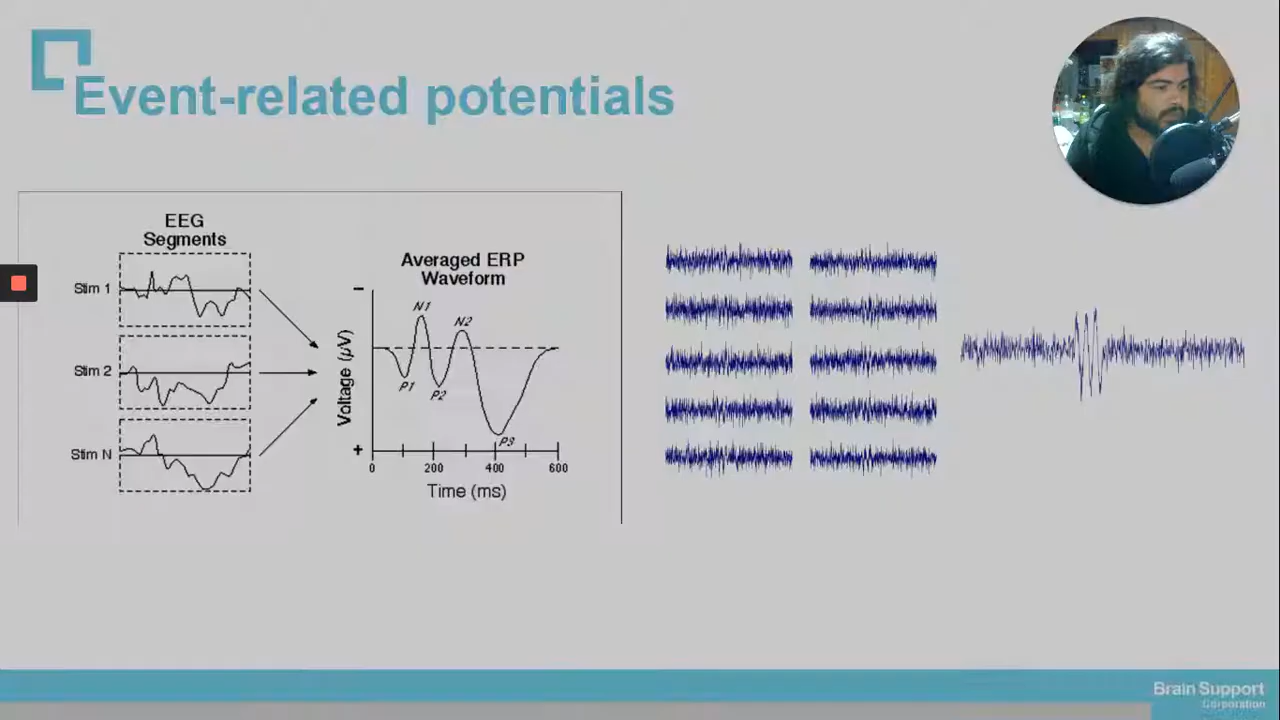 Event-related potentials
EEG
Segments
Stim 1
Stim 2
Stim N
Averaged ERP
Waveform
Voltage (µV)
−
+
N1
N2
P1
P2
P3
0
200
400
600
Time (ms)
Brain Support
Corporation